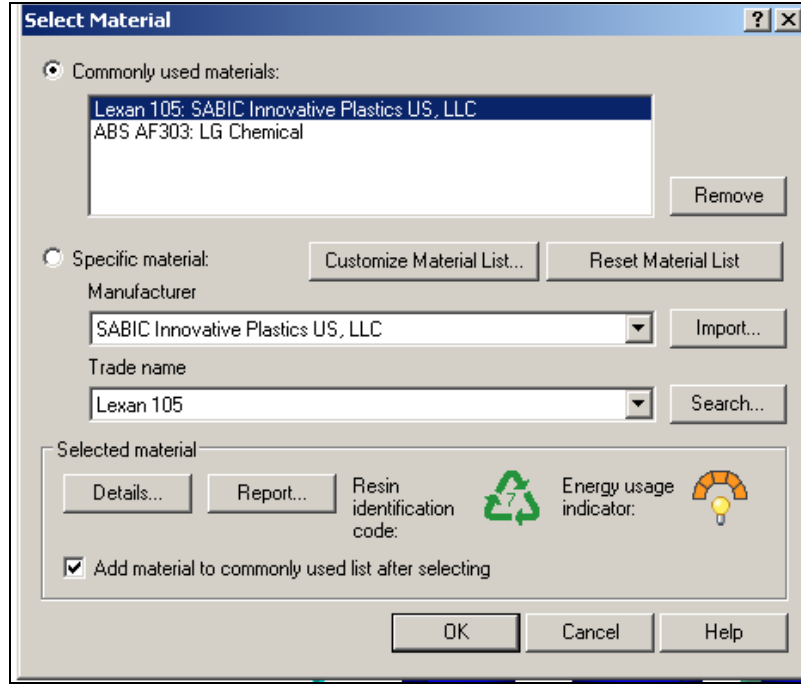 Select Material
Commonly used materials:
Lexan 105: SABIC Innovative Plastics US, LLC
ABS AF303: LG Chemical
Remove
Specific material:
Customize Material List...
Reset Material List
Manufacturer
SABIC Innovative Plastics US, LLC
Import...
Trade name
Lexan 105
Search...
Selected material
Details...
Report...
Resin
identification
code:
7
Energy usage
indicator:
Add material to commonly used list after selecting
OK
Cancel
Help